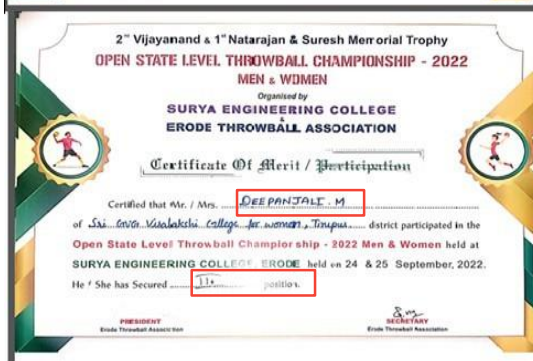 2nd Vijayanand & 1st Natarajan & Suresh Memorial Trophy
OPEN STATE LEVEL THROWBALL CHAMPIONSHIP - 2022
MEN & WOMEN
Organised by
SURYA ENGINEERING COLLEGE
&
ERODE THROWBALL ASSOCIATION
Certificate Of Merit / Participation
Certified that Mr. / Mrs. DEEPANJALI. M
of Sri GVG Visalakshi College for women, Tirupur district participated in the
Open State Level Throwball Championship - 2022 Men & Women held at
SURYA ENGINEERING COLLEGE, ERODE held on 24 & 25 September, 2022.
He / She has Secured position.
PRESIDENT SECRETARY
Erode Throwball Association Erode Throwball Association